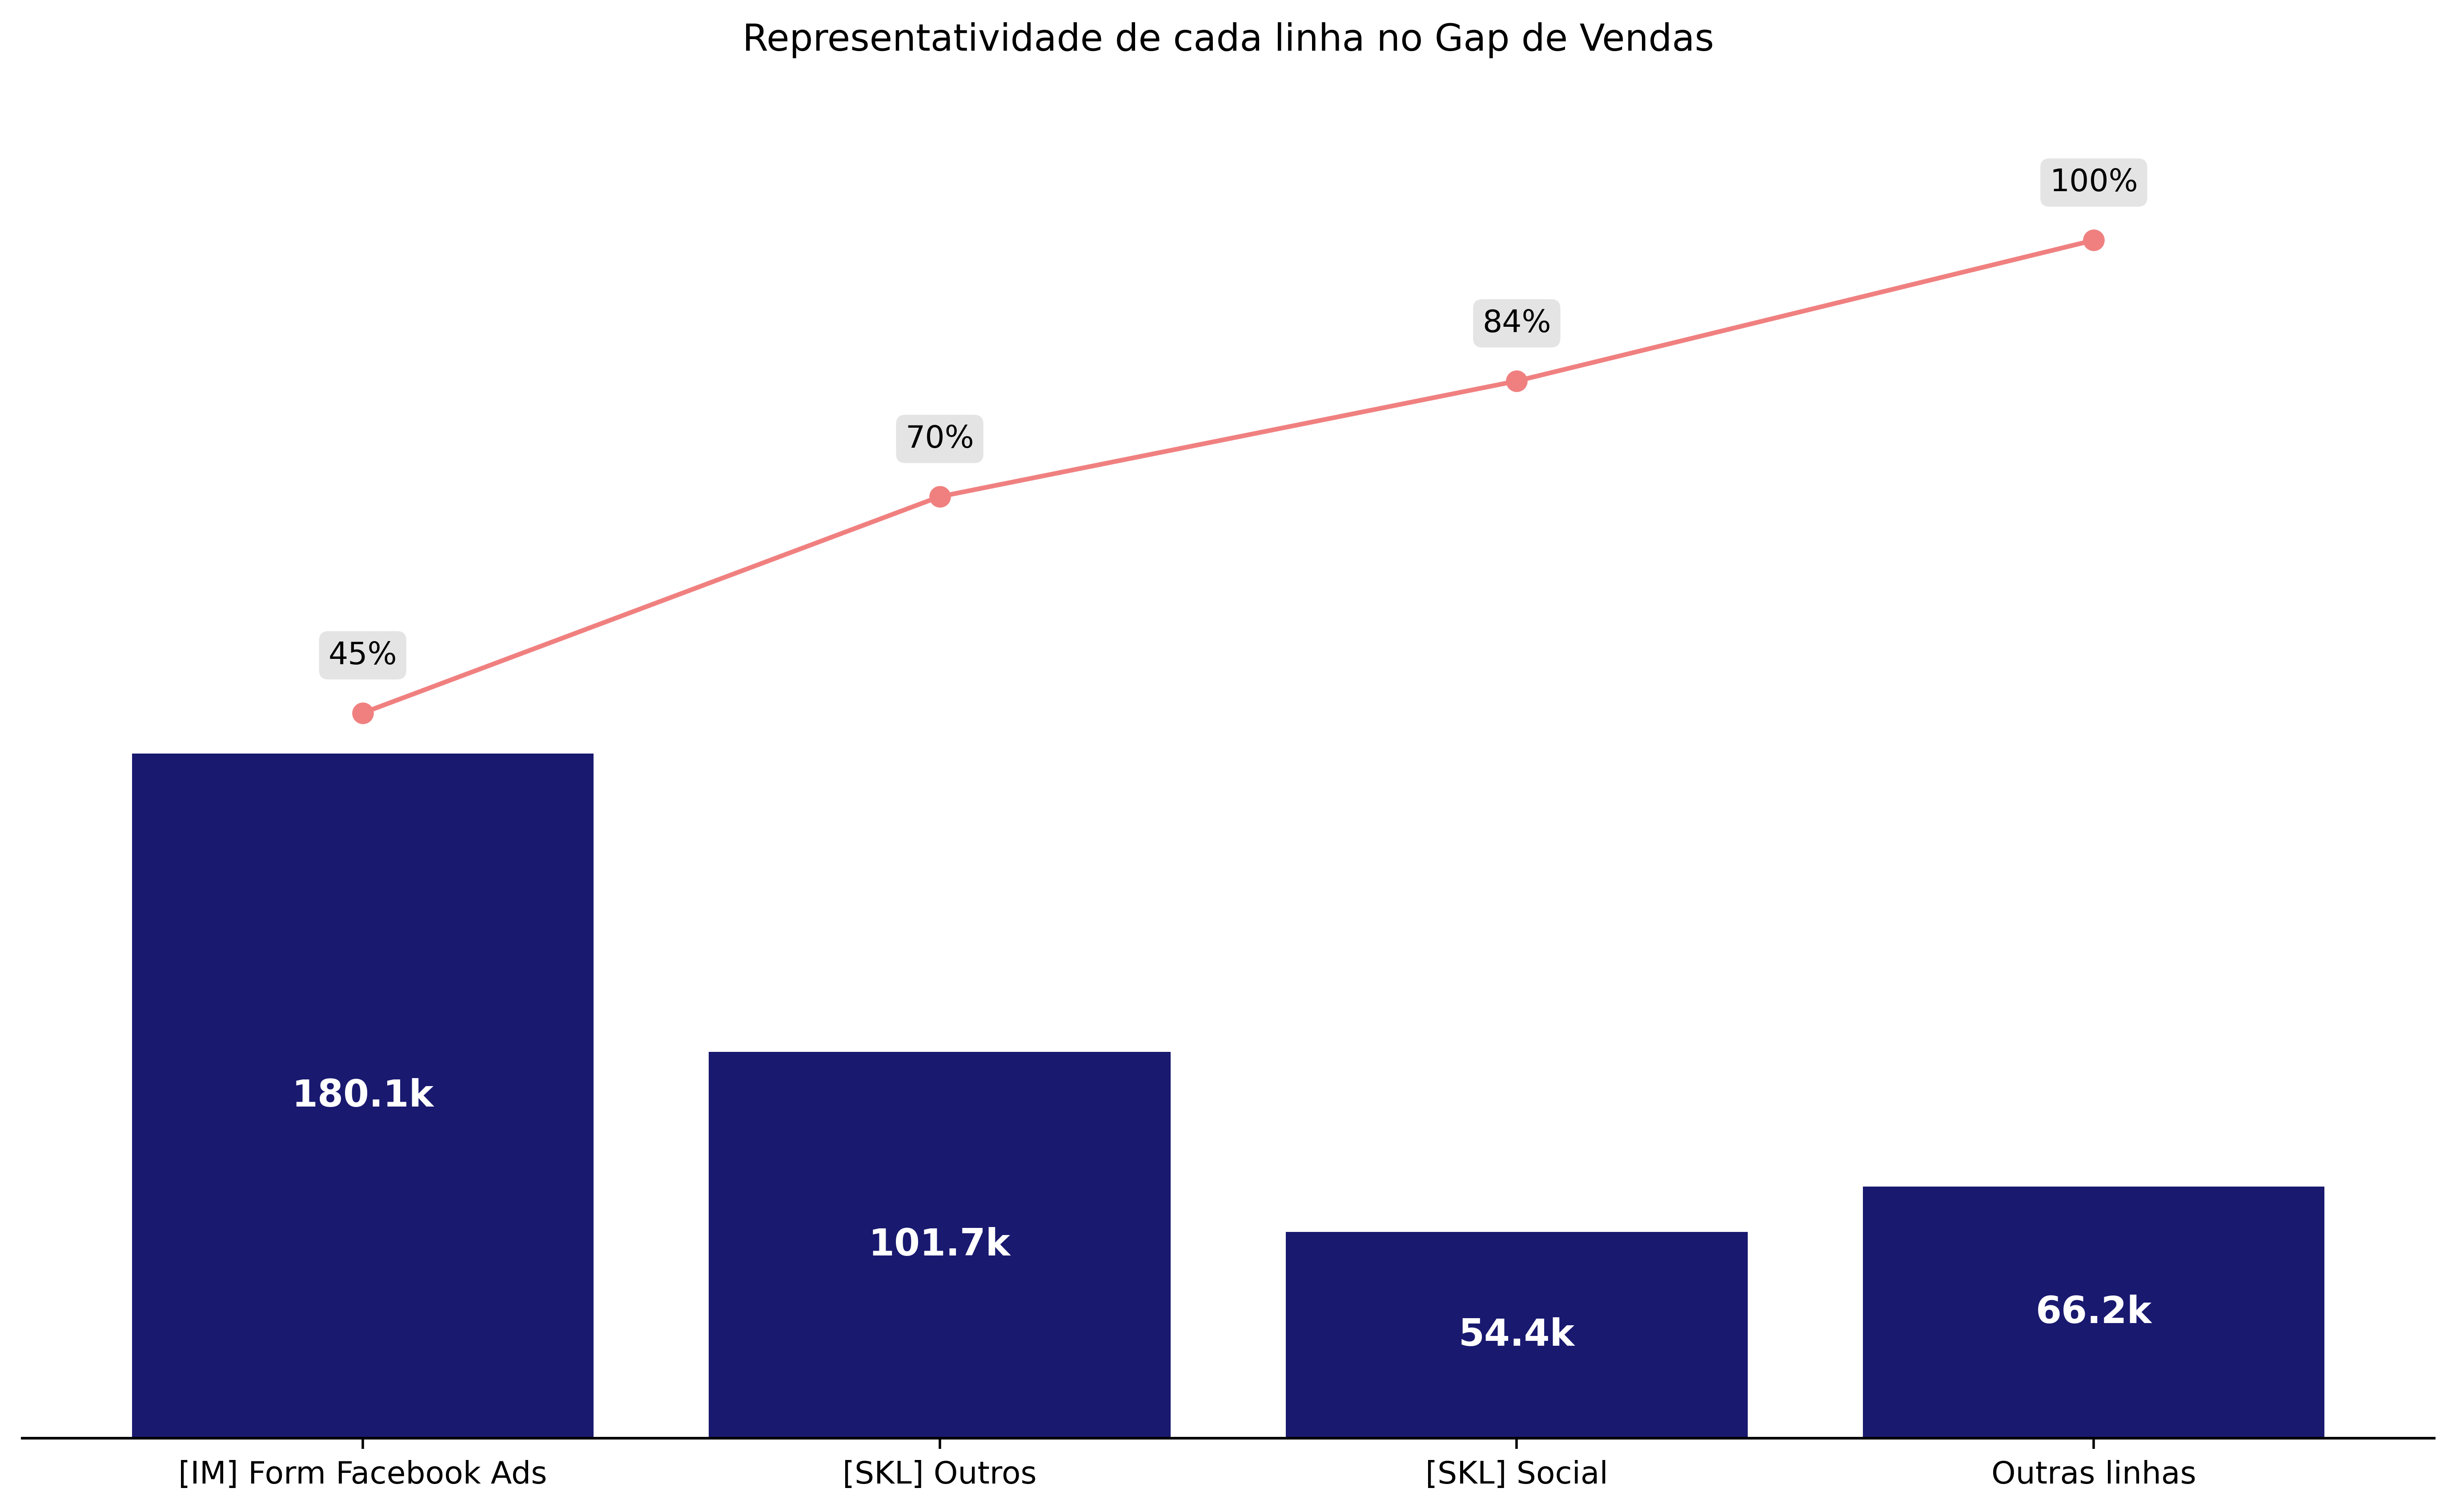 Representatividade de cada linha no Gap de Vendas
100%
84%
70%
45%
180.1k
101.7k
54.4k
66.2k
[IM] Form Facebook Ads
[SKL] Outros
[SKL] Social
Outras linhas